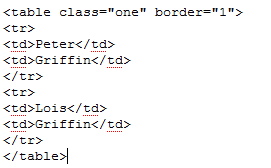 <table class="one" border="1">
<tr>
<td>Peter</td>
<td>Griffin</td>
</tr>
<tr>
<td>Lois</td>
<td>Griffin</td>
</tr>
</table>